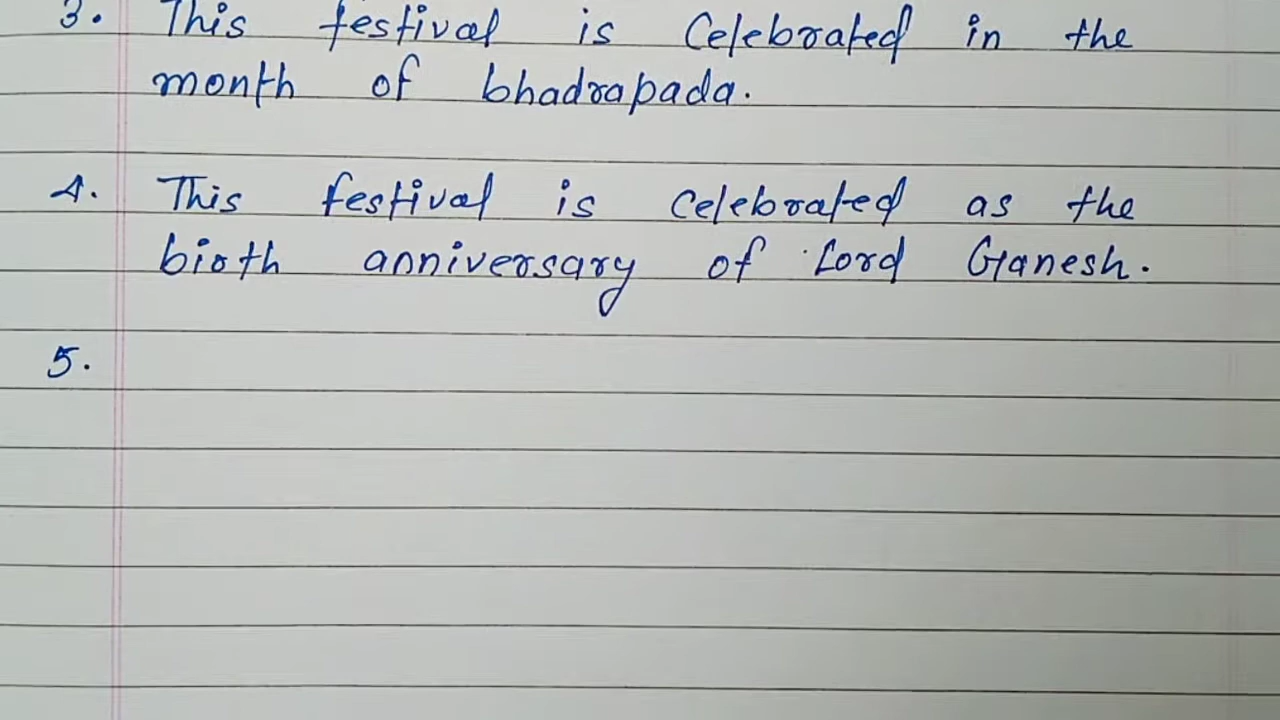 3. This festival is Celebrated in the
month of bhadrapada.
4. This festival is Celebrated as the
birth anniversary of Lord Ganesh.
5.